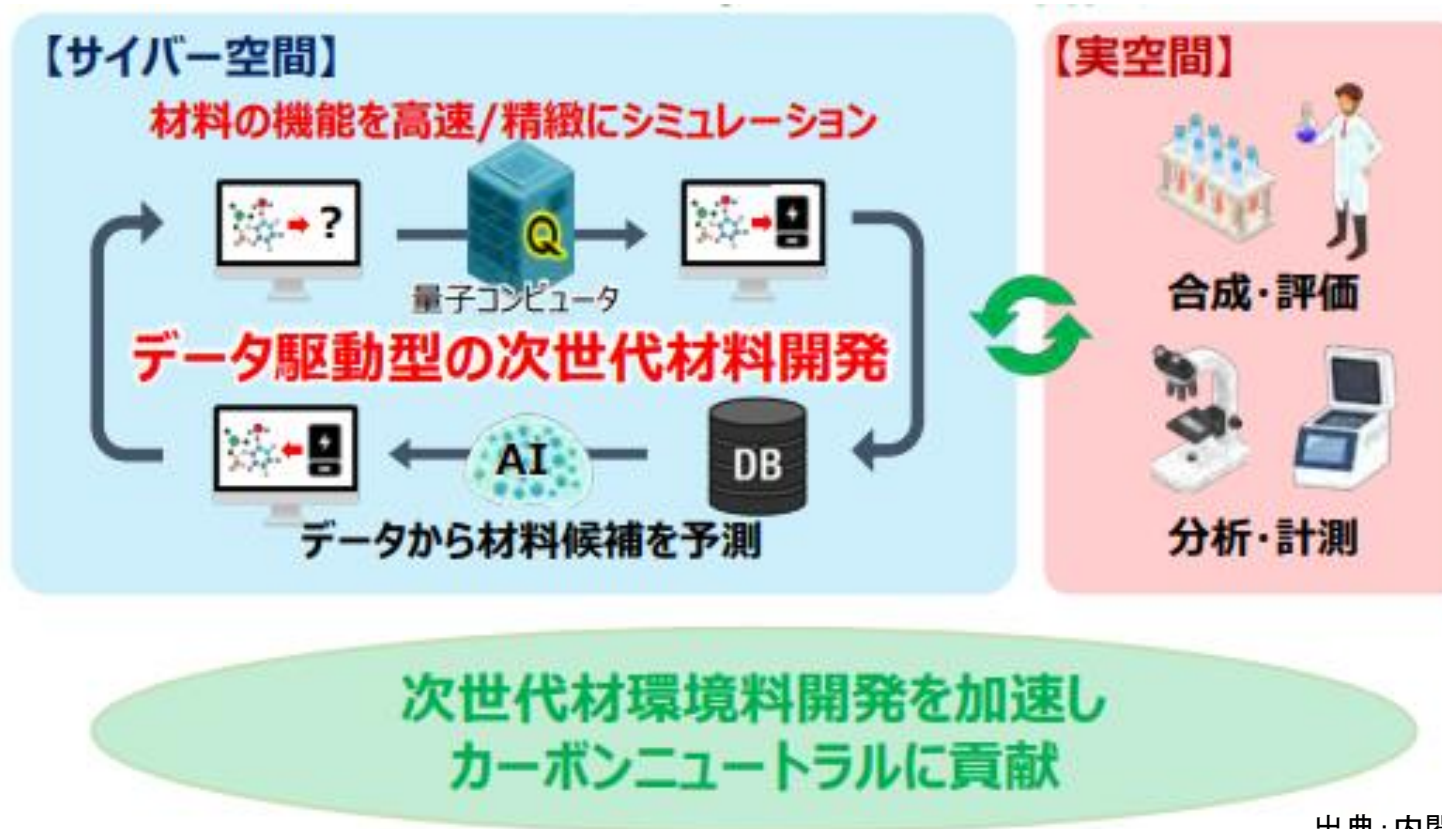 【サイバー空間】
材料の機能を高速/精緻にシミュレーション
?
Q
量子コンピュータ
データ駆動型の次世代材料開発
AI
DB
データから材料候補を予測
【実空間】
合成・評価
分析・計測
次世代材環境料開発を加速し
カーボンニュートラルに貢献
出典:内閣